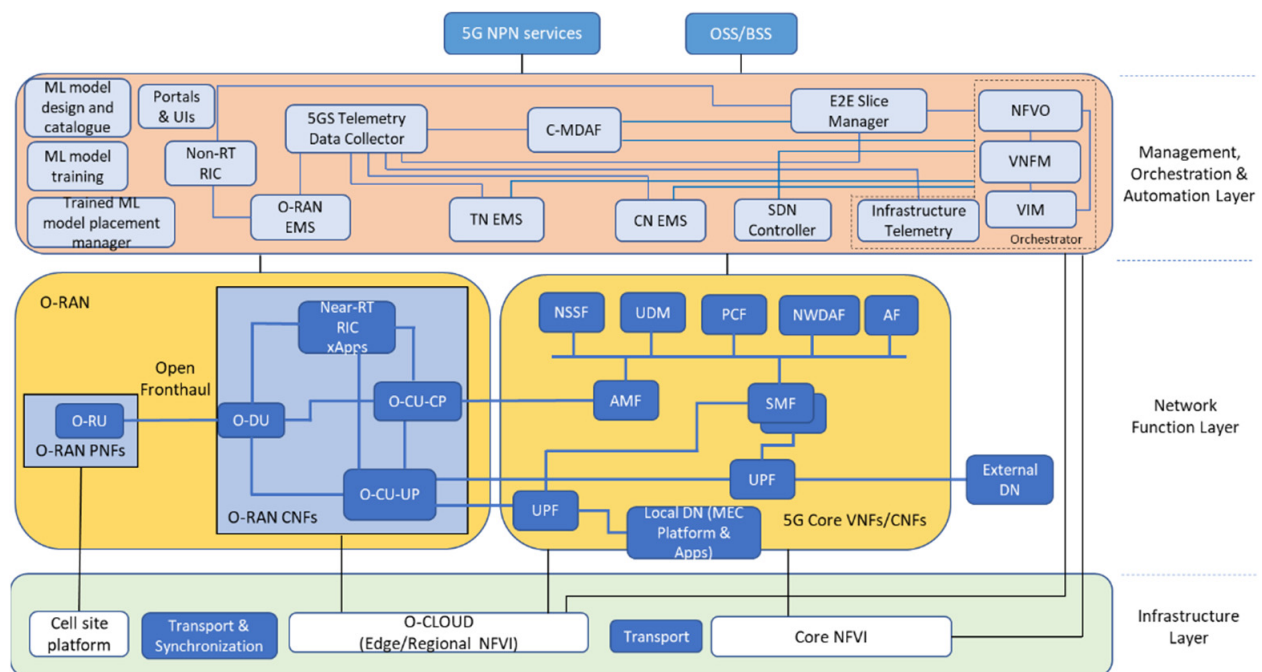 5G NPN services
OSS/BSS
ML model
design and
catalogue
Portals
& UIs
5GS Telemetry
Data Collector
C-MDAF
E2E Slice
Manager
NFVO
ML model
training
Non-RT
RIC
VNFM
Trained ML
model placement
manager
O-RAN
EMS
TN EMS
CN EMS
SDN
Controller
Infrastructure
Telemetry
VIM
Orchestrator
Management,
Orchestration &
Automation Layer
O-RAN
Near-RT
RIC
xApps
NSSF
UDM
PCF
NWDAF
AF
Open
Fronthaul
O-RU
O-RAN PNFs
O-DU
O-CU-CP
AMF
SMF
O-CU-UP
O-RAN CNFs
UPF
UPF
Local DN (MEC
Platform &
Apps)
5G Core VNFs/CNFs
External
DN
Network
Function Layer
Cell site
platform
Transport &
Synchronization
O-CLOUD
(Edge/Regional NFVI)
Transport
Core NFVI
Infrastructure
Layer